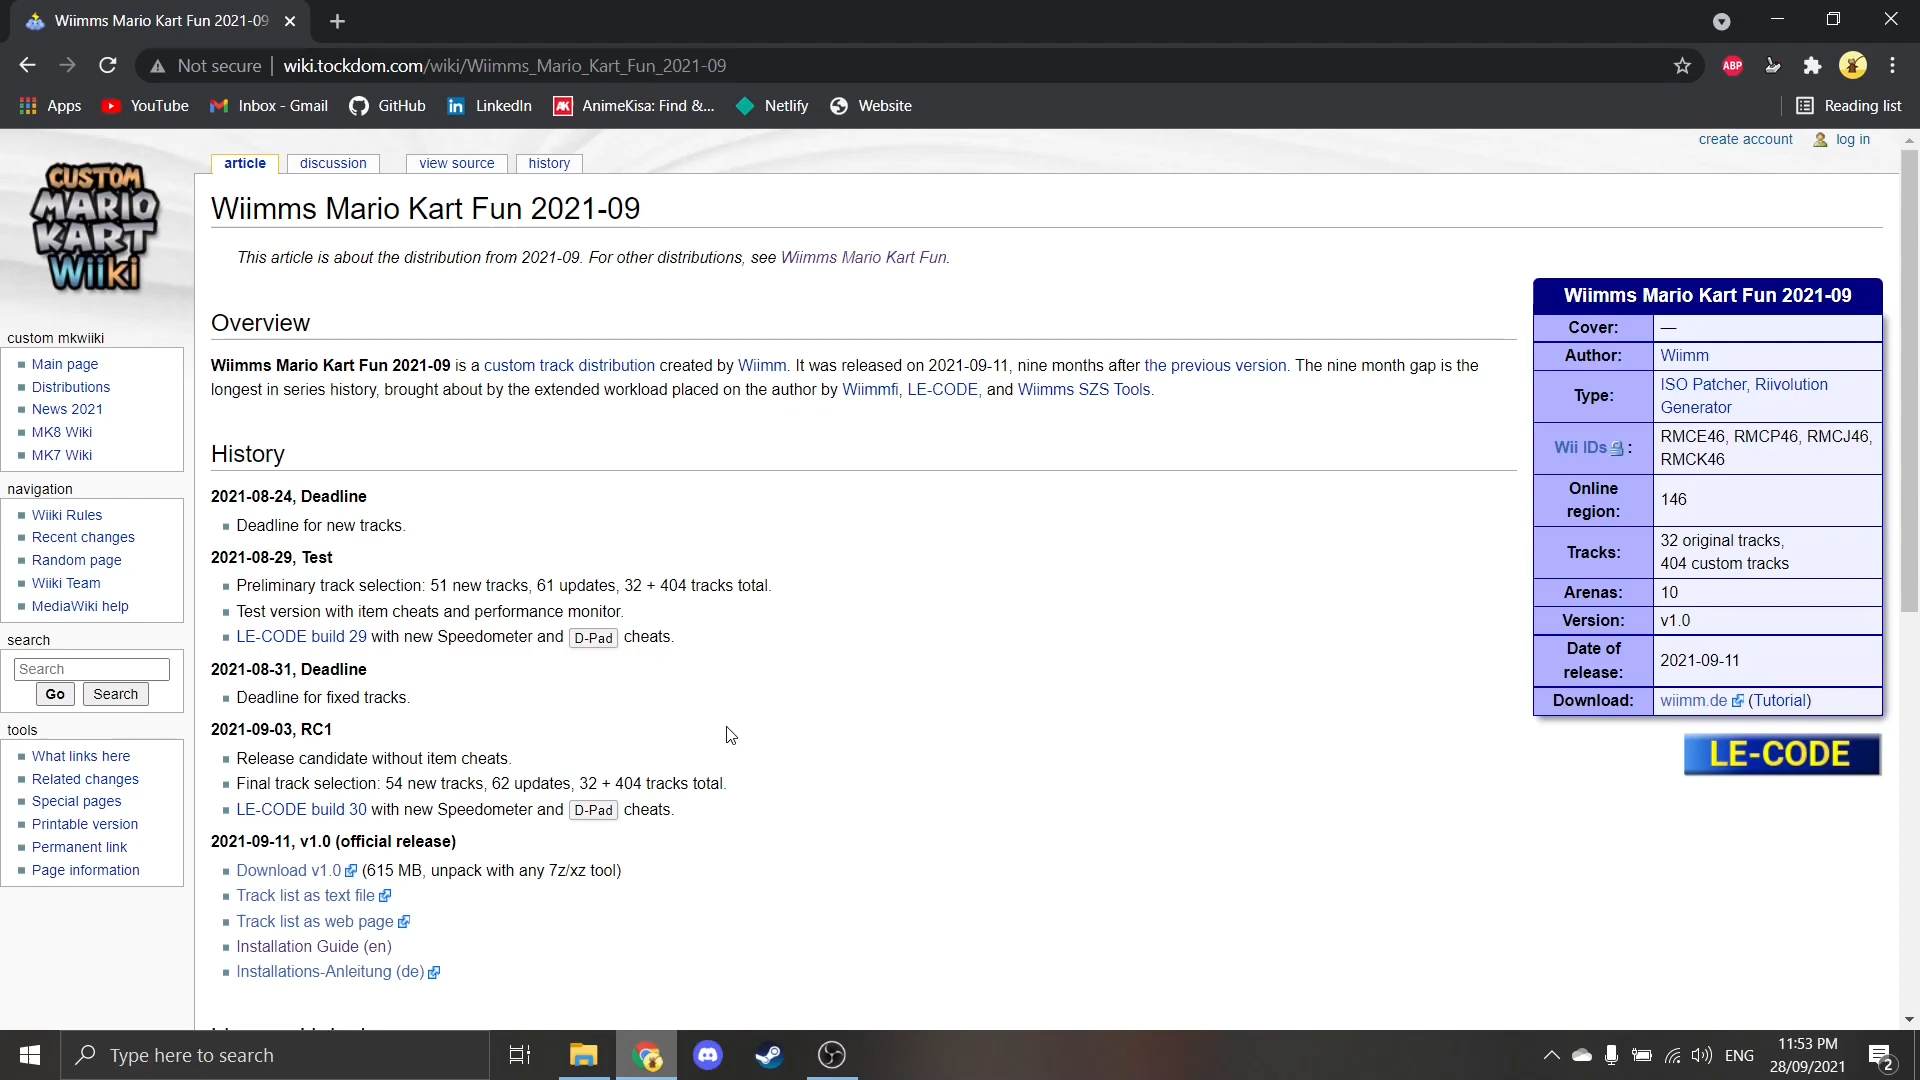 Wiimms Mario Kart Fun 2021-09
Not secure | wiki.tockdom.com/wiki/Wiimms_Mario_Kart_Fun_2021-09
ABP
Apps YouTube Inbox - Gmail GitHub LinkedIn AnimeKisa: Find &... Netlify Website Reading list
create account log in
article discussion view source history
CUSTOM
MARIO
KART
Wiiki
Wiimms Mario Kart Fun 2021-09
This article is about the distribution from 2021-09. For other distributions, see Wiimms Mario Kart Fun.
Overview
Wiimms Mario Kart Fun 2021-09 is a custom track distribution created by Wiimm. It was released on 2021-09-11, nine months after the previous version. The nine month gap is the
longest in series history, brought about by the extended workload placed on the author by Wiimmfi, LE-CODE, and Wiimms SZS Tools.
History
2021-08-24, Deadline
Deadline for new tracks.
2021-08-29, Test
Preliminary track selection: 51 new tracks, 61 updates, 32 + 404 tracks total.
Test version with item cheats and performance monitor.
LE-CODE build 29 with new Speedometer and D-Pad cheats.
2021-08-31, Deadline
Deadline for fixed tracks.
2021-09-03, RC1
Release candidate without item cheats.
Final track selection: 54 new tracks, 62 updates, 32 + 404 tracks total.
LE-CODE build 30 with new Speedometer and D-Pad cheats.
2021-09-11, v1.0 (official release)
Download v1.0 (615 MB, unpack with any 7z/xz tool)
Track list as text file
Track list as web page
Installation Guide (en)
Installations-Anleitung (de)
Wiimms Mario Kart Fun 2021-09
Cover: —
Author: Wiimm
Type: ISO Patcher, Riivolution
Generator
Wii IDs: RMCE46, RMCP46, RMCJ46,
RMCK46
Online
region: 146
Tracks: 32 original tracks,
404 custom tracks
Arenas: 10
Version: v1.0
Date of
release: 2021-09-11
Download: wiimm.de (Tutorial)
LE-CODE
custom mkwiiki
Main page
Distributions
News 2021
MK8 Wiki
MK7 Wiki
navigation
Wiiki Rules
Recent changes
Random page
Wiiki Team
MediaWiki help
search
Search
Go Search
tools
What links here
Related changes
Special pages
Printable version
Permanent link
Page information
Type here to search
ENG
11:53 PM
28/09/2021
2